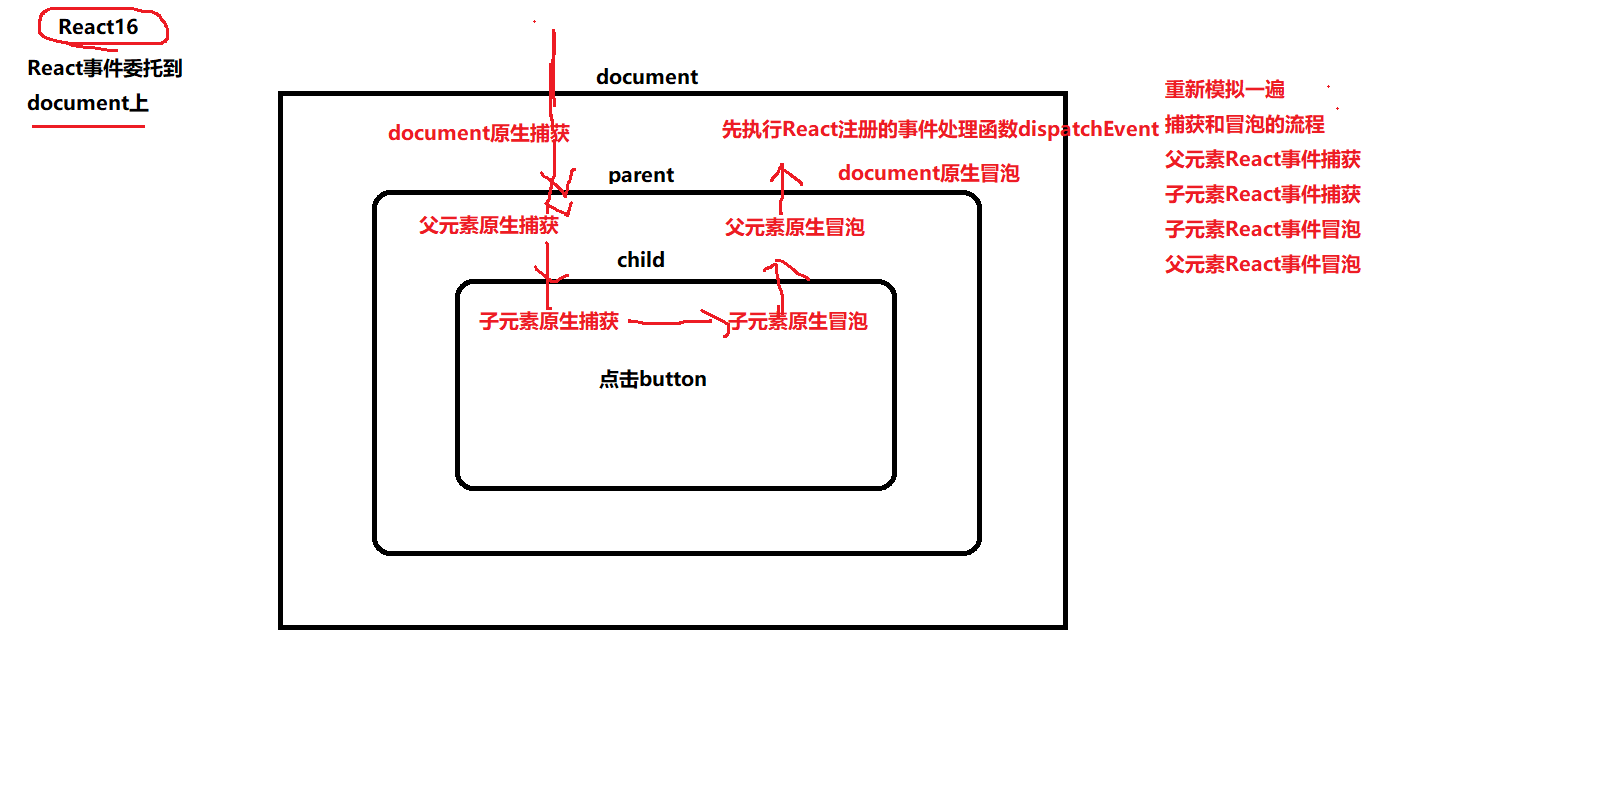 React16
React事件委托到
document上
document
document原生捕获
先执行React注册的事件处理函数dispatchEvent
document原生冒泡
parent
父元素原生捕获
父元素原生冒泡
child
子元素原生捕获
子元素原生冒泡
点击button
重新模拟一遍
捕获和冒泡的流程
父元素React事件捕获
子元素React事件捕获
子元素React事件冒泡
父元素React事件冒泡